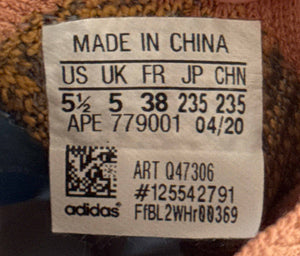 MADE IN CHINA
US UK FR JP CHN
5½ 5 38 235 235
APE 779001 04/20
ART Q47306
#125542791
adidas FfBL2WHr00369